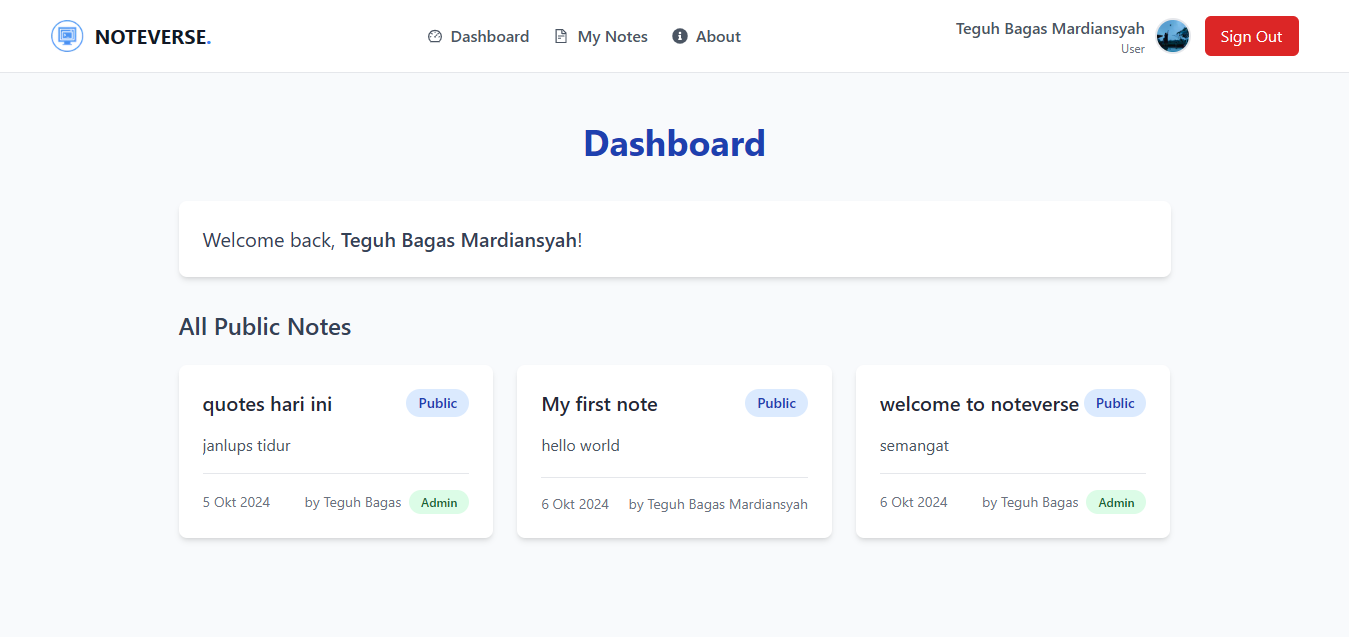 NOTEVERSE.
Dashboard
My Notes
About
Teguh Bagas Mardiansyah
User
Sign Out
Dashboard
Welcome back, Teguh Bagas Mardiansyah!
All Public Notes
quotes hari ini
Public
janlups tidur
5 Okt 2024
by Teguh Bagas
Admin
My first note
Public
hello world
6 Okt 2024
by Teguh Bagas Mardiansyah
welcome to noteverse
Public
semangat
6 Okt 2024
by Teguh Bagas
Admin